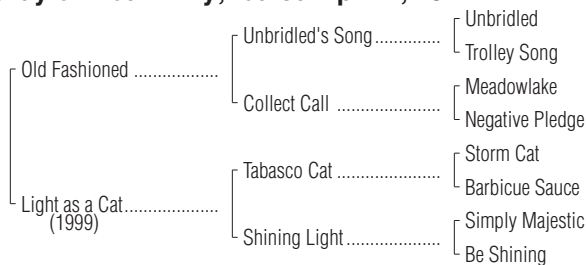 Unbridled
Unbridled's Song..............
Trolley Song
Old Fashioned ..................
Meadowlake
Collect Call ......................
Negative Pledge
Storm Cat
Tabasco Cat ......................
Barbicue Sauce
Light as a Cat....................
(1999)
Simply Majestic
Shining Light....................
Be Shining